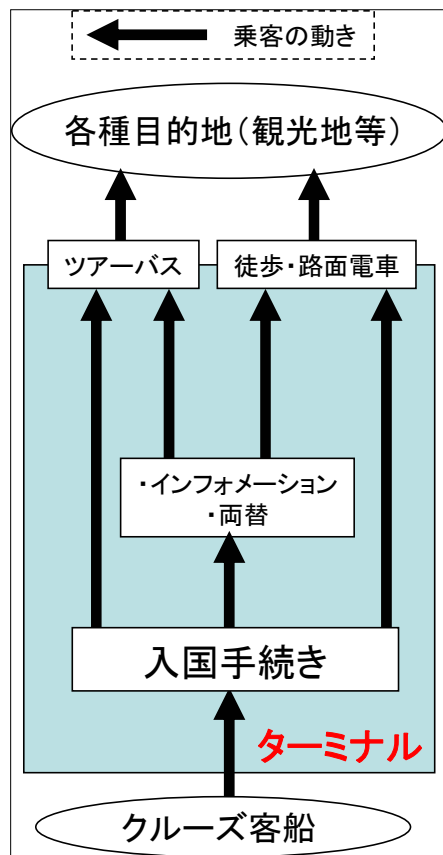 乗客の動き
各種目的地(観光地等)
ツアーバス
徒歩・路面電車
・インフォメーション
・両替
入国手続き
ターミナル
クルーズ客船